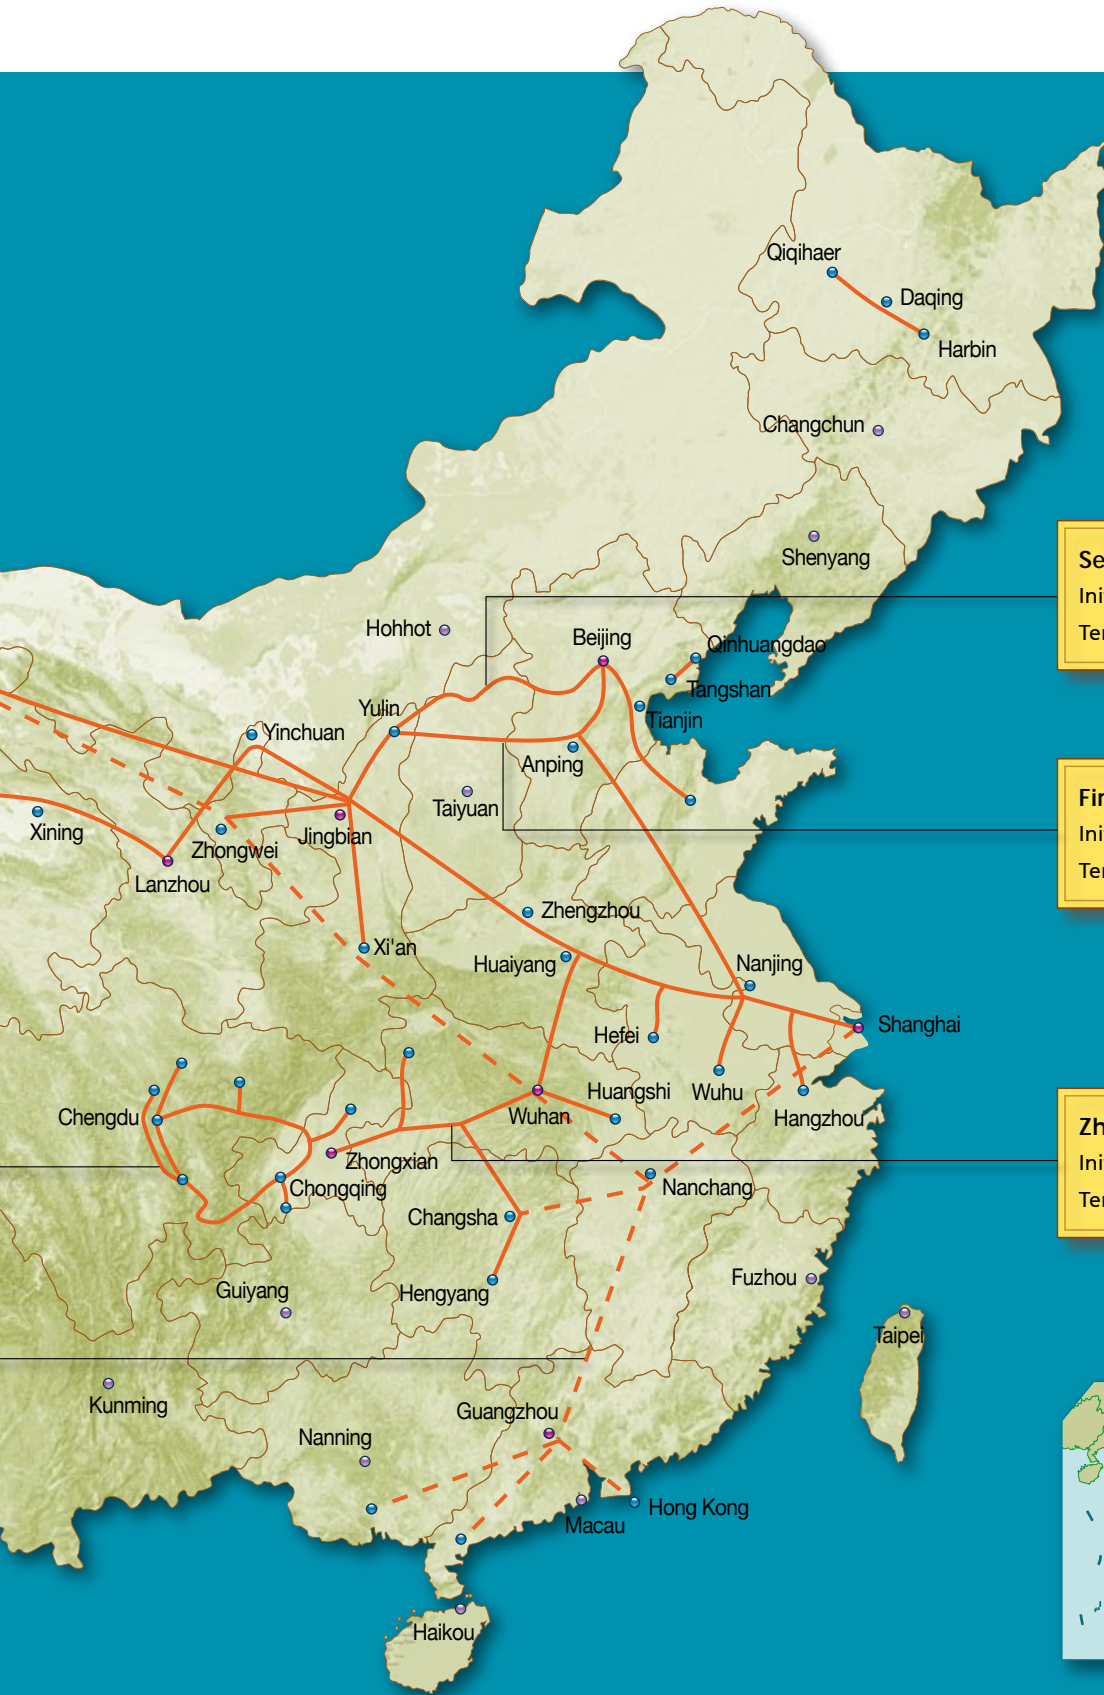 Qiqihaer
Daqing
Harbin
Changchun
Shenyang
Se
Ini
Te
Hohhot
Beijing
Qinhuangdao
Tangshan
Yulin
Tianjin
Yinchuan
Anping
Fi
Ini
Te
Taiyuan
Xining
Jingbian
Zhongwei
Lanzhou
Zhengzhou
Xi'an
Huaiyang
Nanjing
Shanghai
Hefei
Huangshi
Wuhu
Chengdu
Wuhan
Hangzhou
Zh
Ini
Te
Zhongxian
Chongqing
Nanchang
Changsha
Fuzhou
Guiyang
Hengyang
Taipei
Kunming
Guangzhou
Nanning
Hong Kong
Macau
Haikou